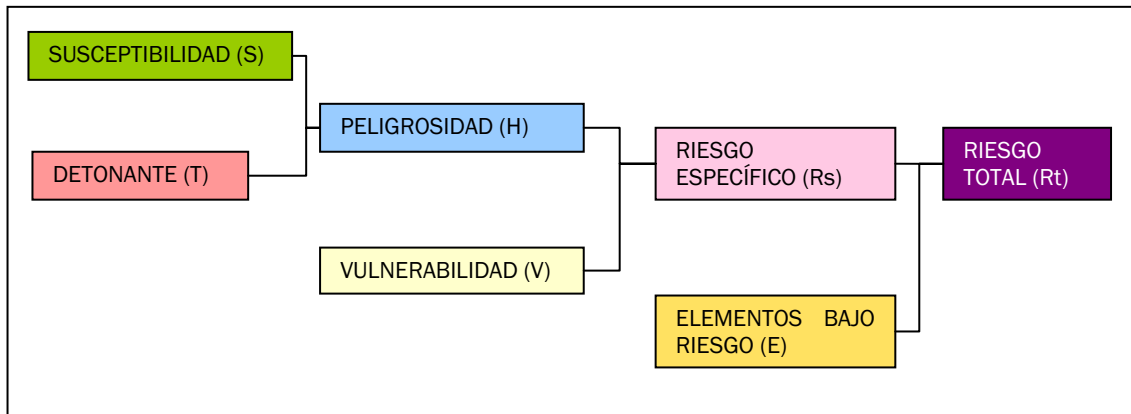 SUSCEPTIBILIDAD (S)
DETONANTE (T)
PELIGROSIDAD (H)
VULNERABILIDAD (V)
RIESGO
ESPECÍFICO (Rs)
ELEMENTOS BAJO
RIESGO (E)
RIESGO
TOTAL (Rt)